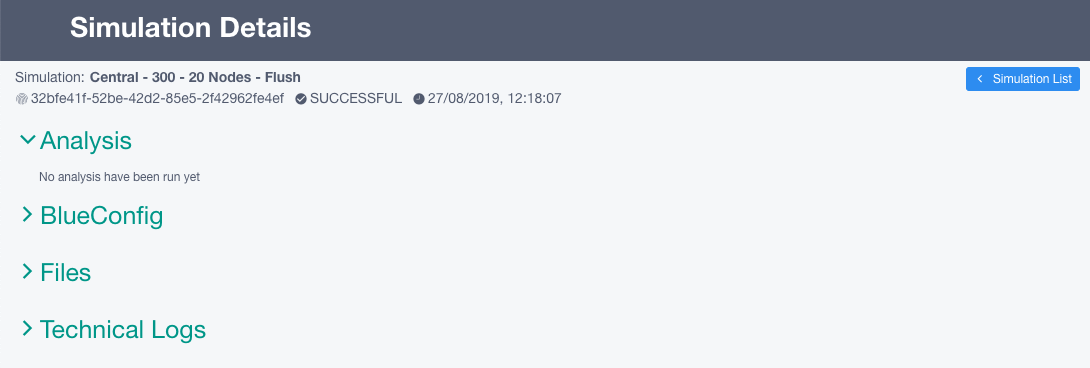 Simulation Details
Simulation: Central - 300 - 20 Nodes - Flush
Simulation List
32bfe41f-52be-42d2-85e5-2f42962fe4ef SUCCESSFUL 27/08/2019, 12:18:07
Analysis
No analysis have been run yet
BlueConfig
Files
Technical Logs